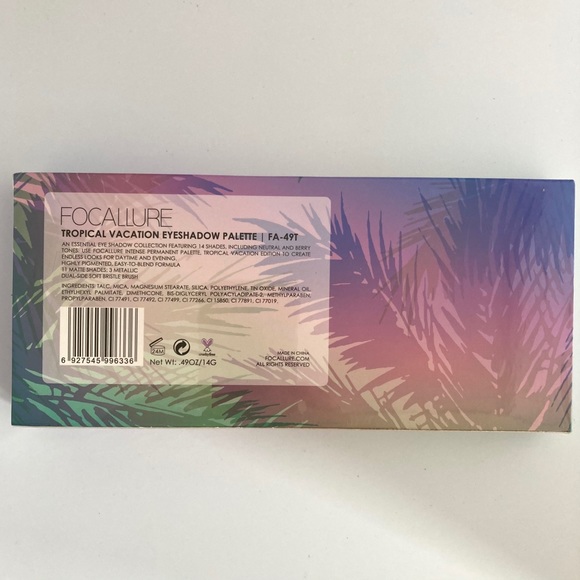 FOCALLURE
TROPICAL VACATION EYESHADOW PALETTE | FA-49T
AN ESSENTIAL EYE SHADOW COLLECTION FEATURING 14 SHADES, INCLUDING NEUTRAL AND BERRY
TONES; USE FOCALLURE INTENSE PERMANENT PALETTE, TROPICAL VACATION EDITION TO CREATE
ENDLESS LOOKS FOR DAYTIME AND EVENING.
HIGHLY PIGMENTED, EASY-TO-BLEND FORMULA
11 MATTE SHADES; 3 METALLIC
DUAL-SIDE SOFT BRISTLE BRUSH
INGREDIENTS: TALC, MICA, MAGNESIUM STEARATE, SILICA, POLYETHYLENE, TIN OXIDE, MINERAL OIL,
ETHYLHEXYL PALMITATE, DIMETHICONE, BIS-DIGLYCERYL, POLYACYLADIPATE-2, METHYLPARABEN,
PROPYLPARABEN, CI 77491, CI 77492, CI 77499, CI 77266, CI 15850, CI 77891, CI 77019.
6 927545 996336
24M
Net Wt: .49OZ/14G
MADE IN CHINA
FOCALLURE.COM
ALL RIGHTS RESERVED